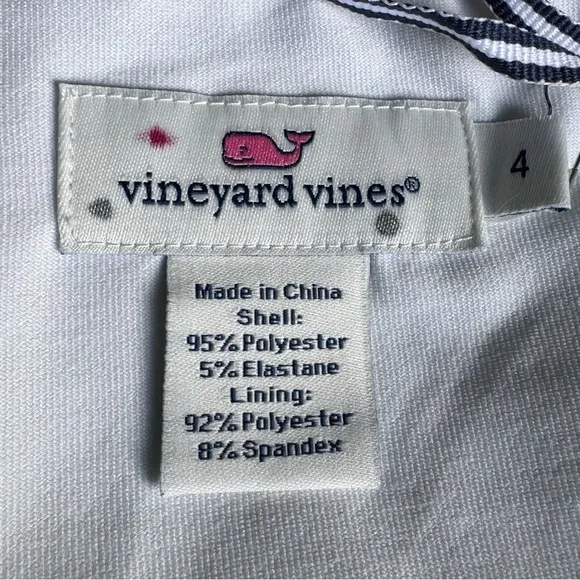 vineyard vines®
4
Made in China
Shell:
95% Polyester
5% Elastane
Lining:
92% Polyester
8% Spandex